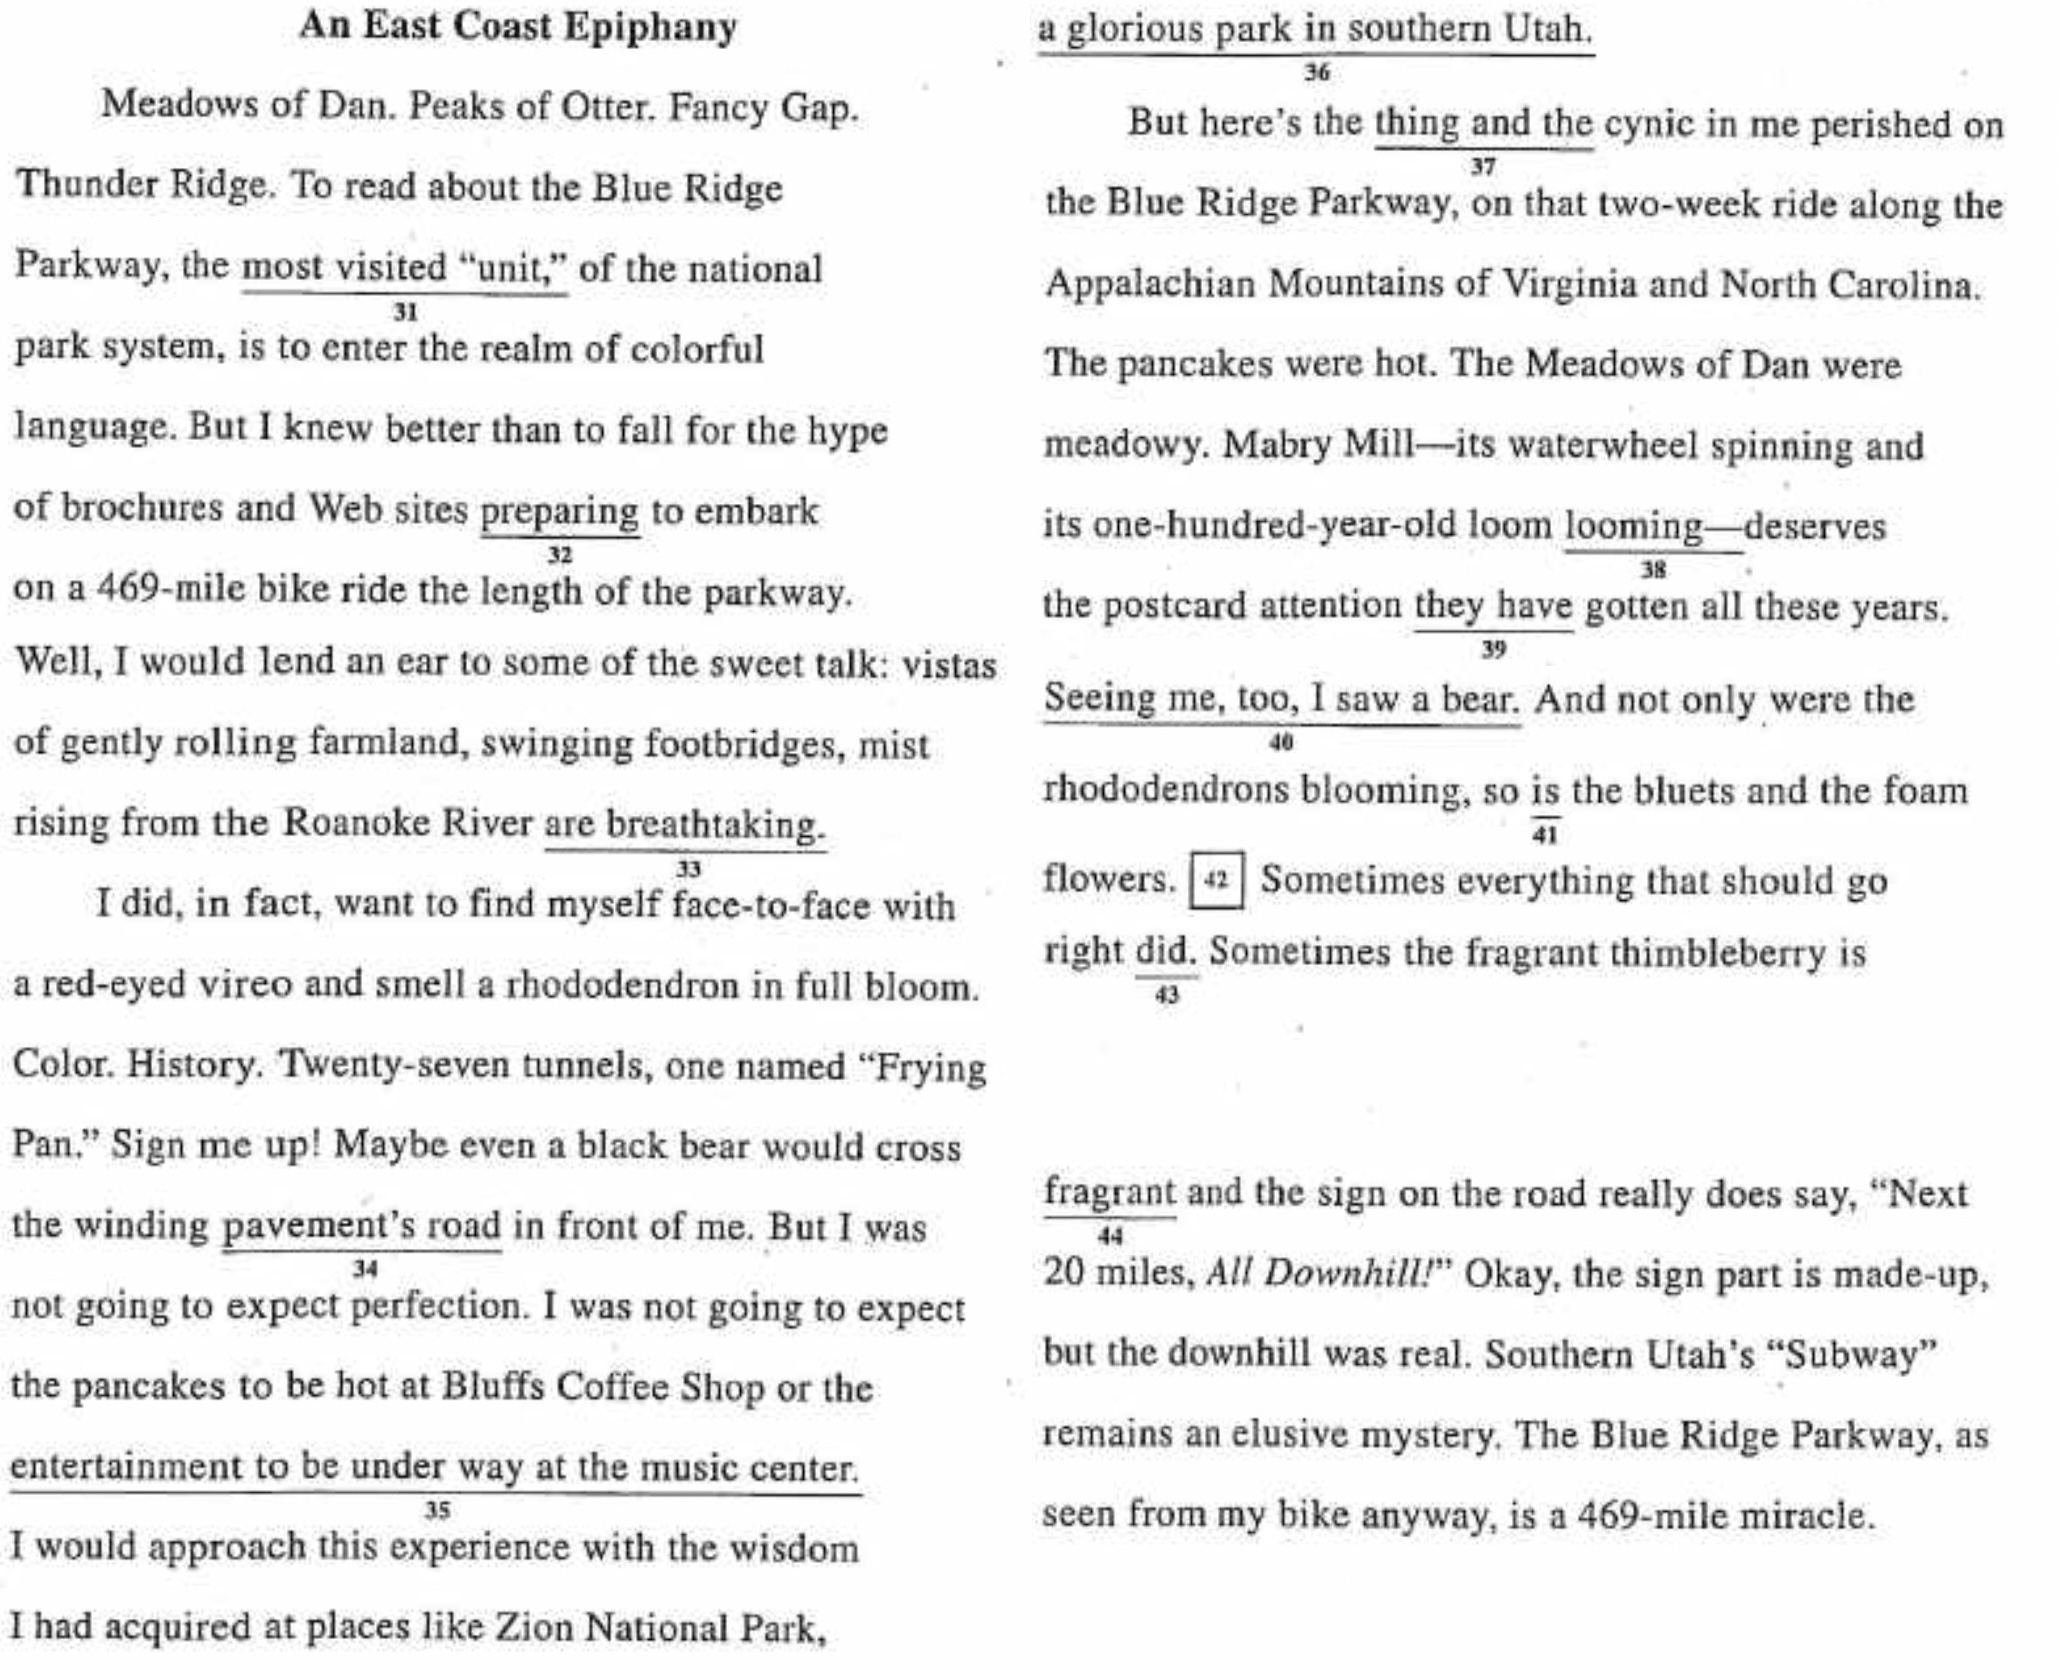 An East Coast Epiphany
Meadows of Dan. Peaks of Otter. Fancy Gap.
Thunder Ridge. To read about the Blue Ridge
Parkway, the most visited “unit,” of the national
31
park system, is to enter the realm of colorful
language. But I knew better than to fall for the hype
of brochures and Web sites preparing to embark
32
on a 469-mile bike ride the length of the parkway.
Well, I would lend an ear to some of the sweet talk: vistas
of gently rolling farmland, swinging footbridges, mist
rising from the Roanoke River are breathtaking.
33
I did, in fact, want to find myself face-to-face with
a red-eyed vireo and smell a rhododendron in full bloom.
Color. History. Twenty-seven tunnels, one named “Frying
Pan.” Sign me up! Maybe even a black bear would cross
the winding pavement’s road in front of me. But I was
34
not going to expect perfection. I was not going to expect
the pancakes to be hot at Bluffs Coffee Shop or the
entertainment to be under way at the music center.
35
I would approach this experience with the wisdom
I had acquired at places like Zion National Park,
a glorious park in southern Utah.
36
But here’s the thing and the cynic in me perished on
37
the Blue Ridge Parkway, on that two-week ride along the
Appalachian Mountains of Virginia and North Carolina.
The pancakes were hot. The Meadows of Dan were
meadowy. Mabry Mill—its waterwheel spinning and
its one-hundred-year-old loom looming—deserves
38
the postcard attention they have gotten all these years.
39
Seeing me, too, I saw a bear. And not only were the
40
rhododendrons blooming, so is the bluets and the foam
41
flowers. 42 Sometimes everything that should go
right did. Sometimes the fragrant thimbleberry is
43
fragrant and the sign on the road really does say, “Next
44
20 miles, All Downhill!” Okay, the sign part is made-up,
but the downhill was real. Southern Utah’s “Subway”
remains an elusive mystery. The Blue Ridge Parkway, as
seen from my bike anyway, is a 469-mile miracle.